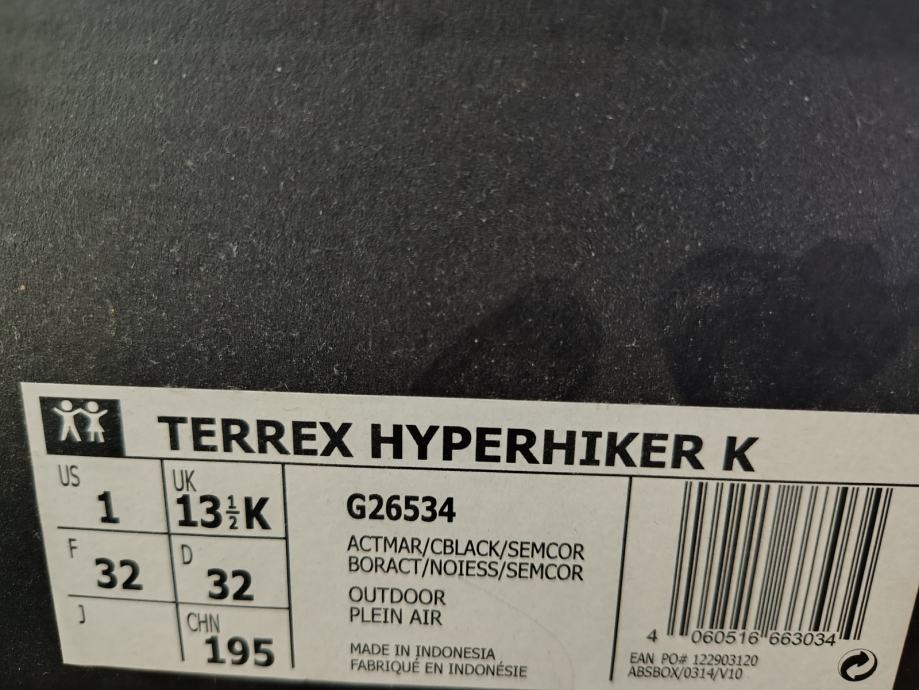 TERREX HYPERHIKER K
US 1
UK 13½K
F 32
D 32
J
CHN 195
G26534
ACTMAR/CBLACK/SEMCOR
BORACT/NOIESS/SEMCOR
OUTDOOR
PLEIN AIR
MADE IN INDONESIA
FABRIQUÉ EN INDONÉSIE
4 060516 663034
EAN PO# 122903120
ABSBOX/0314/V10